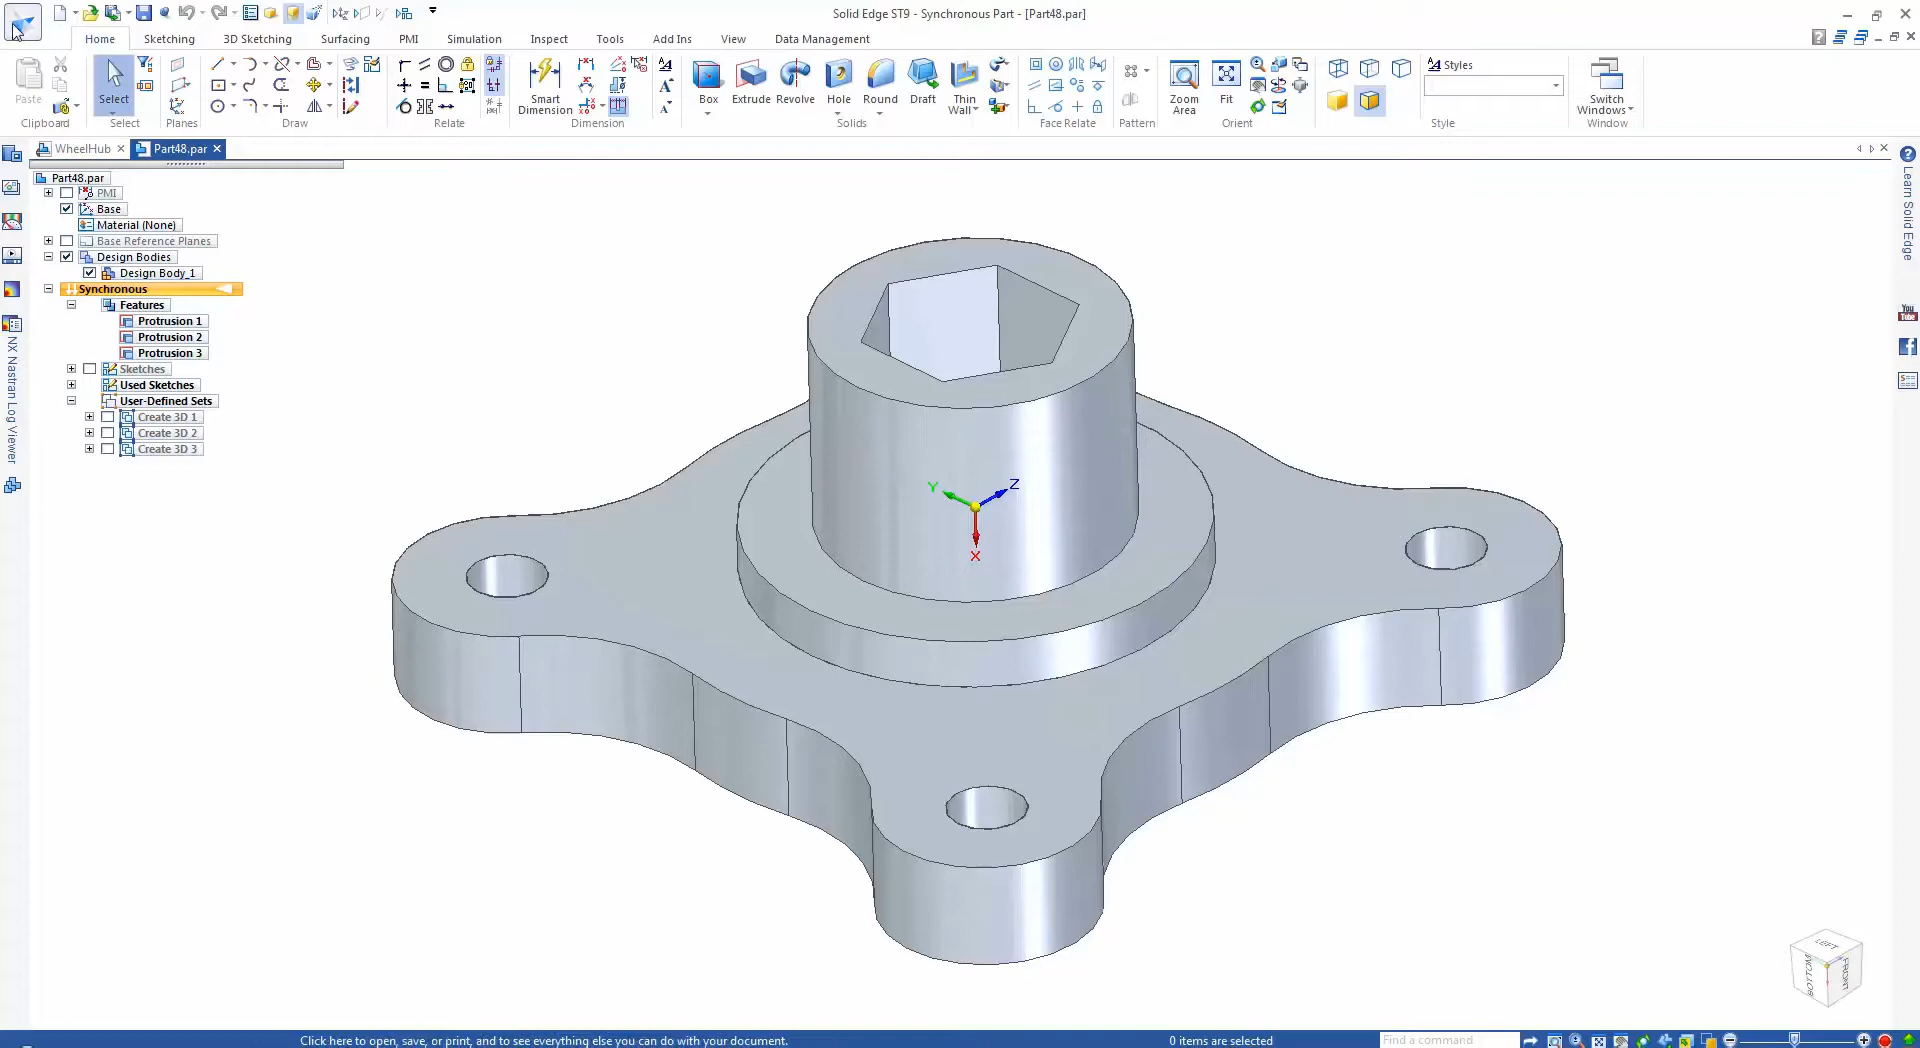 Solid Edge ST9 - Synchronous Part - [Part48.par]
Home Sketching 3D Sketching Surfacing PMI Simulation Inspect Tools Add Ins View Data Management
Paste
Clipboard
Select
Select
Planes
Draw
Relate
Smart Dimension
Dimension
Box Extrude Revolve Hole Round Draft Thin Wall
Solids
Face Relate
Pattern
Zoom Area Fit
Orient
Styles
Style
Switch Windows
Window
WheelHub Part48.par
Part48.par
PMI
Base
Material (None)
Base Reference Planes
Design Bodies
Design Body_1
Synchronous
Features
Protrusion 1
Protrusion 2
Protrusion 3
Sketches
Used Sketches
User-Defined Sets
Create 3D 1
Create 3D 2
Create 3D 3
NX Nastran Log Viewer
Learn Solid Edge
You Tube
Y
Z
X
LEFT
BOTTOM
FRONT
Click here to open, save, or print, and to see everything else you can do with your document.
0 items are selected
Find a command